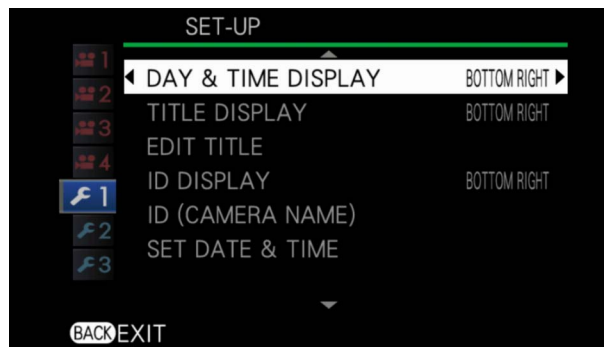 SET-UP
1
2
3
4
1
2
3
DAY & TIME DISPLAY BOTTOM RIGHT
TITLE DISPLAY BOTTOM RIGHT
EDIT TITLE
ID DISPLAY BOTTOM RIGHT
ID (CAMERA NAME)
SET DATE & TIME
BACK EXIT